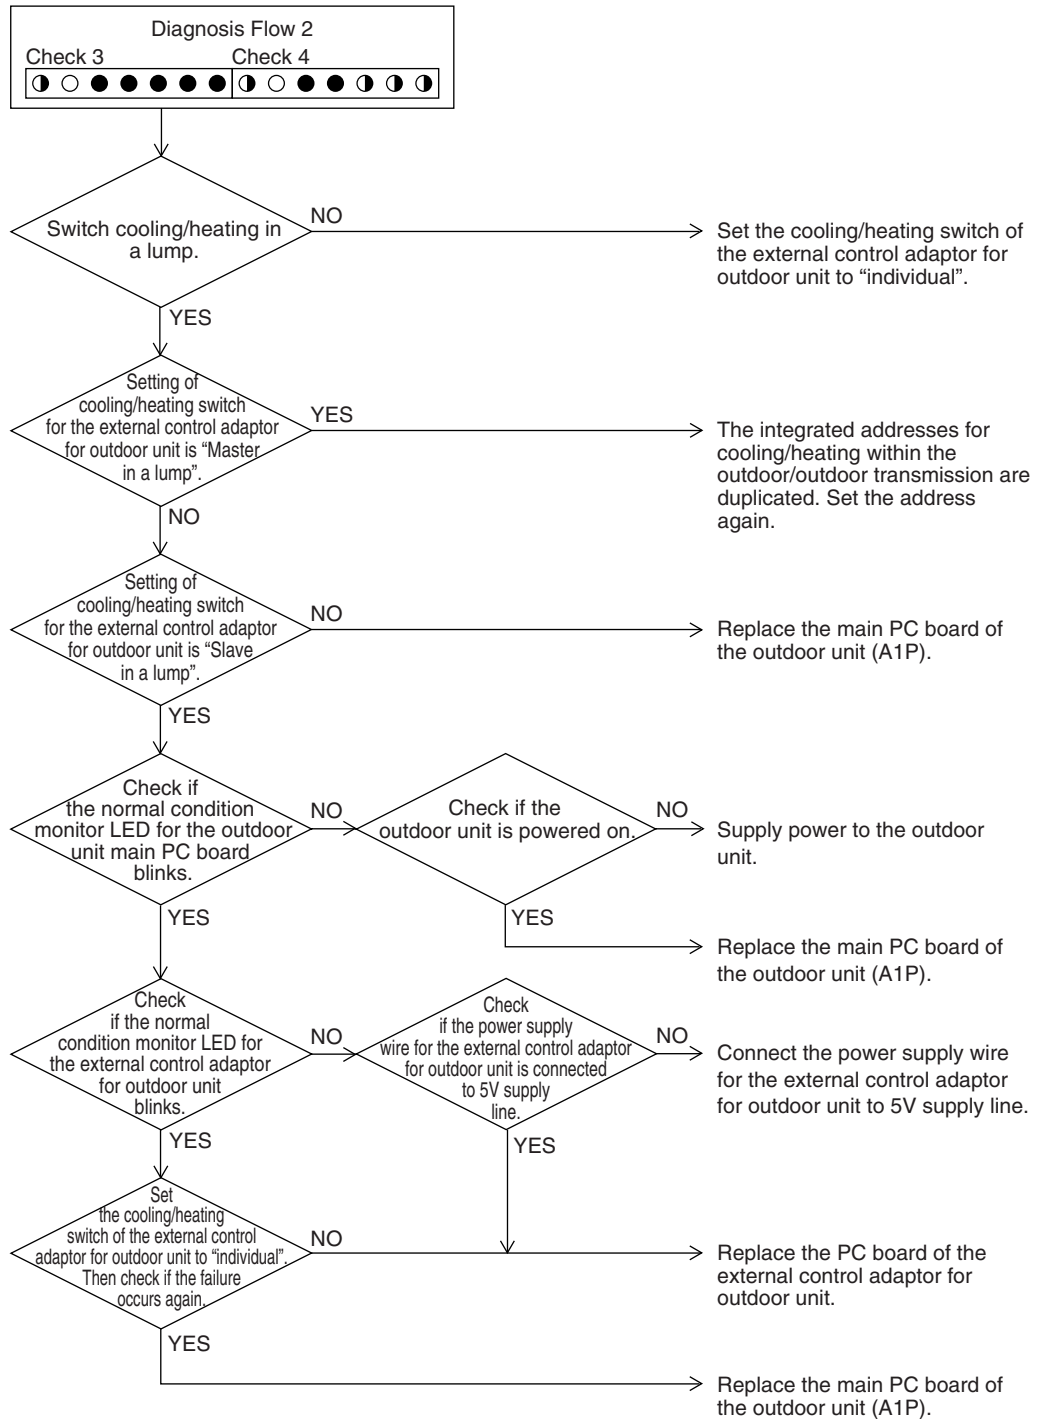 Diagnosis Flow 2
Check 3
Check 4
Switch cooling/heating in
a lump.
NO
Set the cooling/heating switch of
the external control adaptor for
outdoor unit to “individual”.
YES
Setting of
cooling/heating switch
for the external control adaptor
for outdoor unit is “Master
in a lump”.
YES
The integrated addresses for
cooling/heating within the
outdoor/outdoor transmission are
duplicated. Set the address
again.
NO
Setting of
cooling/heating switch
for the external control adaptor
for outdoor unit is “Slave
in a lump”.
NO
Replace the main PC board of
the outdoor unit (A1P).
YES
Check if
the normal condition
monitor LED for the outdoor
unit main PC board
blinks.
NO
Check if the
outdoor unit is powered on.
NO
Supply power to the outdoor
unit.
YES
YES
Replace the main PC board of
the outdoor unit (A1P).
Check
if the normal
condition monitor LED for
the external control adaptor
for outdoor unit
blinks.
NO
Check
if the power supply
wire for the external control adaptor
for outdoor unit is connected
to 5V supply
line.
NO
Connect the power supply wire
for the external control adaptor
for outdoor unit to 5V supply line.
YES
YES
Set
the cooling/heating
switch of the external control
adaptor for outdoor unit to “individual”.
Then check if the failure
occurs again.
NO
Replace the PC board of the
external control adaptor for
outdoor unit.
YES
Replace the main PC board of
the outdoor unit (A1P).